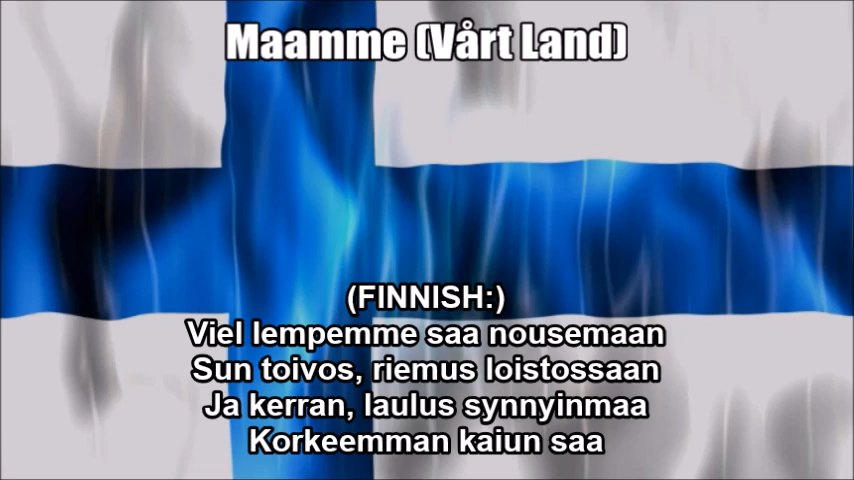 Maamme (Vårt Land)
(FINNISH:)
Viel lempemme saa nousemaan
Sun toivos, riemus loistossaan
Ja kerran, laulus synnyinmaa
Korkeemman kaiun saa